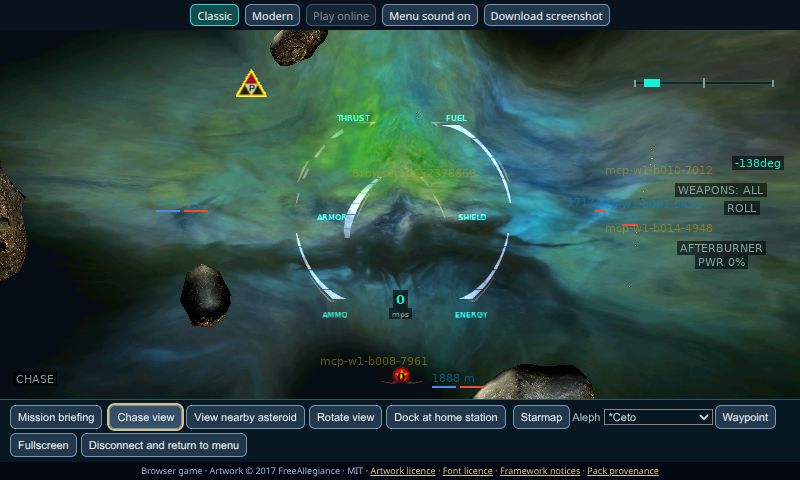 Classic Modern Play online Menu sound on Download screenshot
P
THRUST FUEL
-138deg
mcp-w1-b010-7012
WEAPONS: ALL
ROLL
ARMOR SHIELD
mcp-w1-b014-4948
AFTERBURNER
PWR 0%
0
mps
AMMO ENERGY
mcp-w1-b008-7961
CHASE
1888 m
Mission briefing Chase view View nearby asteroid Rotate view Dock at home station Starmap Aleph *Ceto Waypoint
Fullscreen Disconnect and return to menu
Browser game · Artwork © 2017 FreeAllegiance · MIT · Artwork licence · Font licence · Framework notices · Pack provenance